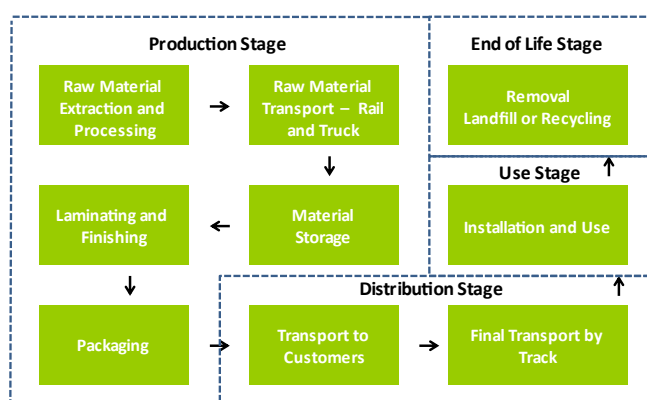 Production Stage
End of Life Stage
Raw Material
Extraction and
Processing
Raw Material
Transport – Rail
and Truck
Removal
Landfill or Recycling
Use Stage
Laminating and
Finishing
Material
Storage
Installation and Use
Distribution Stage
Packaging
Transport to
Customers
Final Transport by
Track